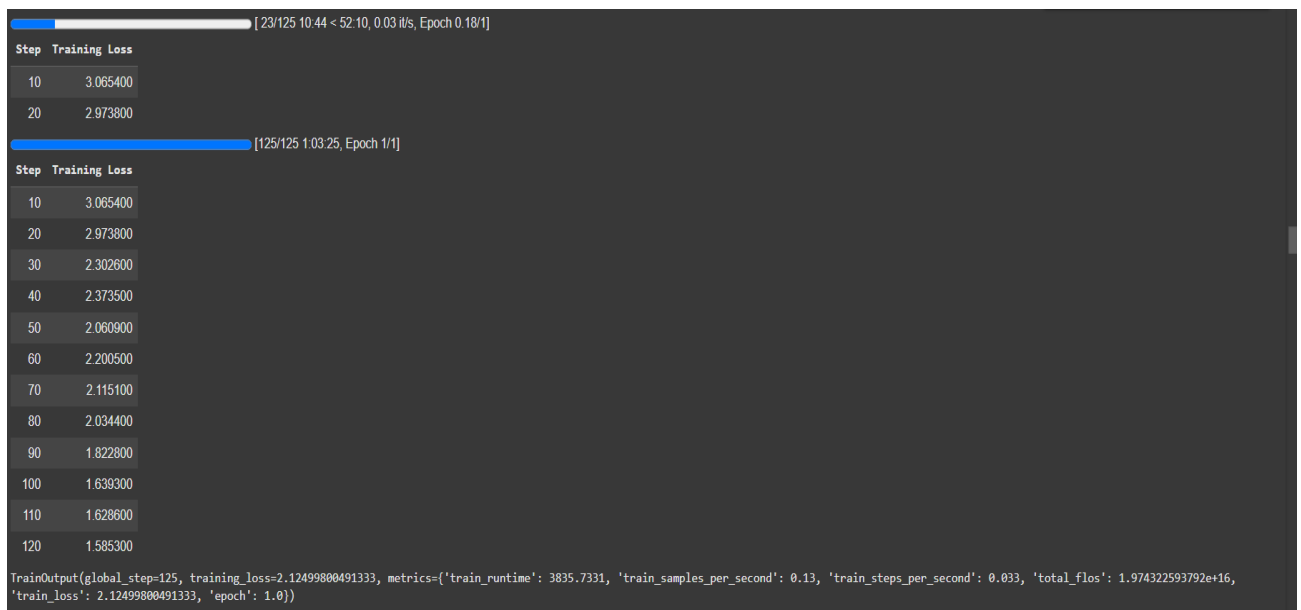 [ 23/125 10:44 < 52:10, 0.03 it/s, Epoch 0.18/1]
Step Training Loss
10 3.065400
20 2.973800
[125/125 1:03:25, Epoch 1/1]
Step Training Loss
10 3.065400
20 2.973800
30 2.302600
40 2.373500
50 2.060900
60 2.200500
70 2.115100
80 2.034400
90 1.822800
100 1.639300
110 1.628600
120 1.585300
TrainOutput(global_step=125, training_loss=2.12499800491333, metrics={'train_runtime': 3835.7331, 'train_samples_per_second': 0.13, 'train_steps_per_second': 0.033, 'total_flos': 1.974322593792e+16,
'train_loss': 2.12499800491333, 'epoch': 1.0})